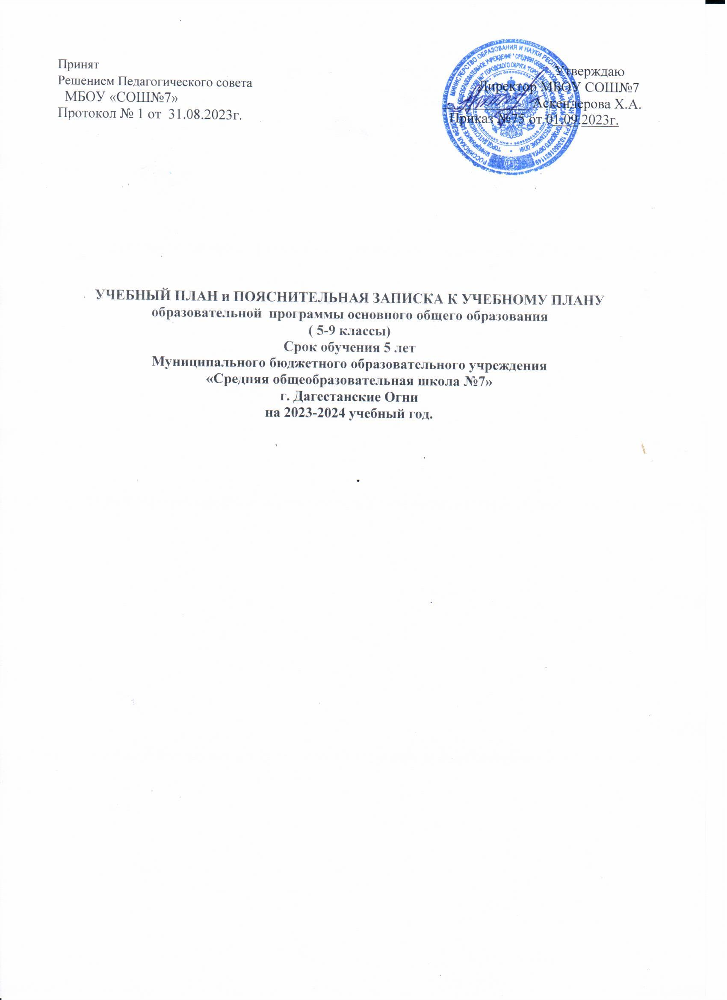 Принят
Решением Педагогического совета
МБОУ «СОШ№7»
Протокол № 1 от 31.08.2023г.
Утверждаю
Директор МБОУ СОШ№7
Аскендерова Х.А.
Приказ №75 от 01.09.2023г.
РОССИЙСКАЯ ФЕДЕРАЦИЯ МИНИСТЕРСТВО ОБРАЗОВАНИЯ И НАУКИ РЕСПУБЛИКИ
УЧЕБНЫЙ ПЛАН и ПОЯСНИТЕЛЬНАЯ ЗАПИСКА К УЧЕБНОМУ ПЛАНУ
образовательной программы основного общего образования
( 5-9 классы)
Срок обучения 5 лет
Муниципального бюджетного образовательного учреждения
«Средняя общеобразовательная школа №7»
г. Дагестанские Огни
на 2023-2024 учебный год.